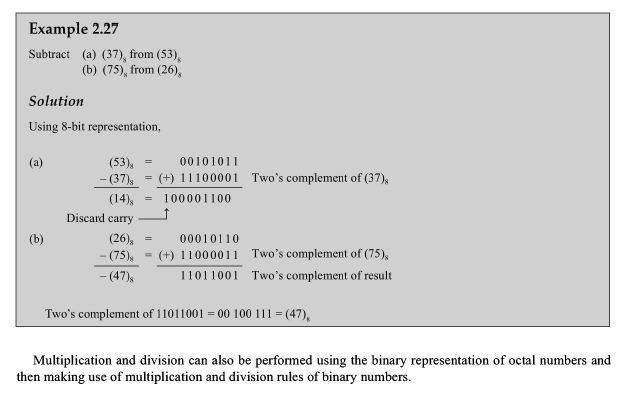 Example 2.27
Subtract (a) (37)₈ from (53)₈
(b) (75)₈ from (26)₈
Solution
Using 8-bit representation,
(a) (53)₈ = 00101011
– (37)₈ = (+) 11100001 Two's complement of (37)₈
(14)₈ = 100001100
Discard carry
(b) (26)₈ = 00010110
– (75)₈ = (+) 11000011 Two's complement of (75)₈
– (47)₈ 11011001 Two's complement of result
Two's complement of 11011001 = 00 100 111 = (47)₈
Multiplication and division can also be performed using the binary representation of octal numbers and
then making use of multiplication and division rules of binary numbers.